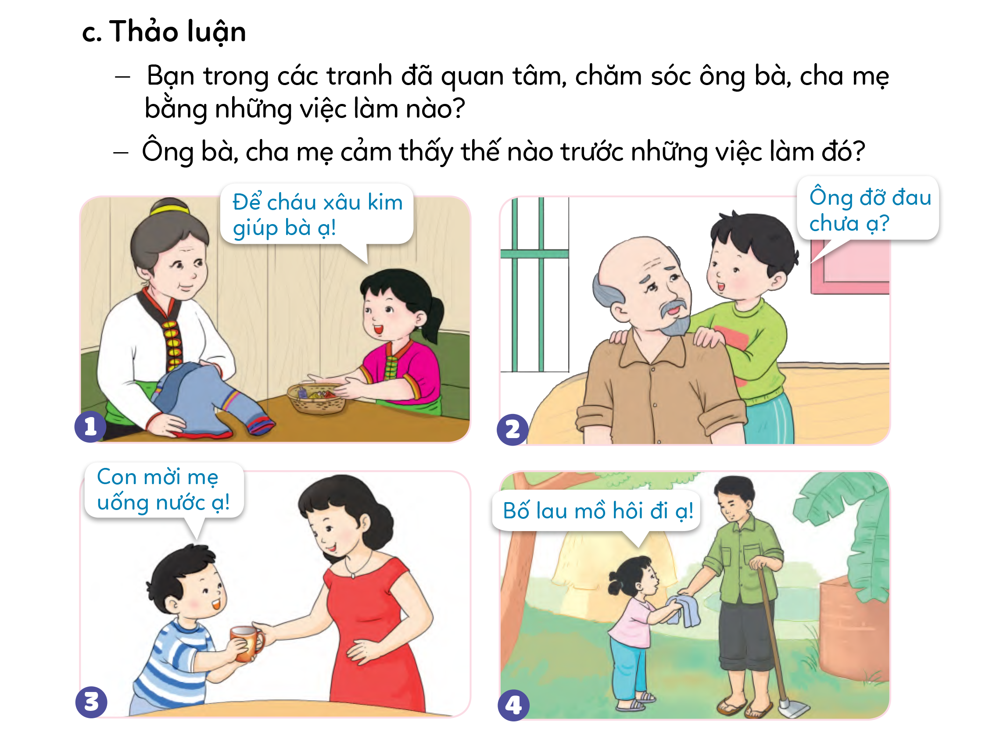 c. Thảo luận
– Bạn trong các tranh đã quan tâm, chăm sóc ông bà, cha mẹ
bằng những việc làm nào?
– Ông bà, cha mẹ cảm thấy thế nào trước những việc làm đó?
Để cháu xâu kim
giúp bà ạ!
1
Ông đỡ đau
chưa ạ?
2
Con mời mẹ
uống nước ạ!
3
Bố lau mồ hôi đi ạ!
4